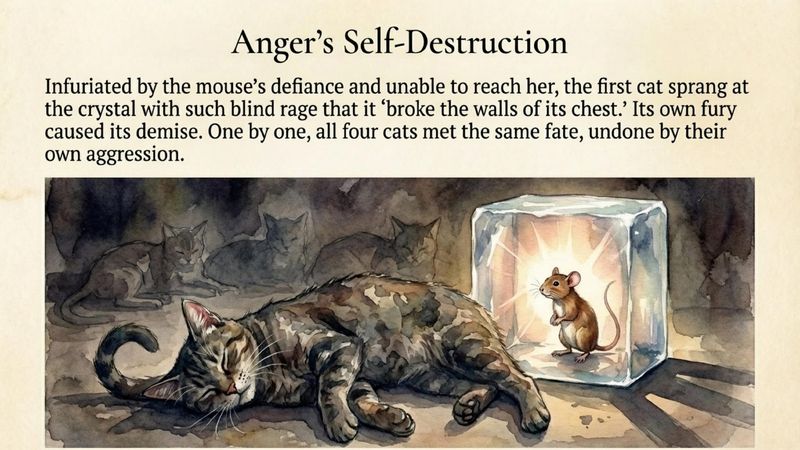 Anger’s Self-Destruction
Infuriated by the mouse’s defiance and unable to reach her, the first cat sprang at
the crystal with such blind rage that it ‘broke the walls of its chest.’ Its own fury
caused its demise. One by one, all four cats met the same fate, undone by their
own aggression.